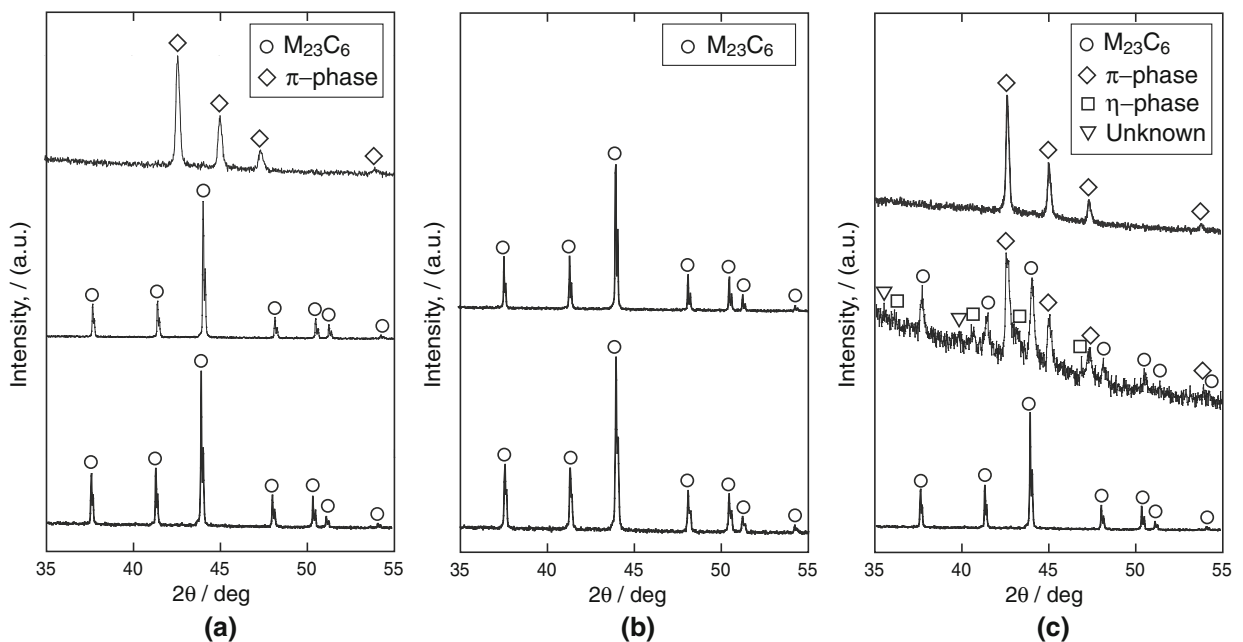 M23C6
π−phase
Intensity, / (a.u.)
35 40 45 50 55
2θ / deg
(a)
M23C6
Intensity, / (a.u.)
35 40 45 50 55
2θ / deg
(b)
M23C6
π−phase
η−phase
Unknown
Intensity, / (a.u.)
35 40 45 50 55
2θ / deg
(c)